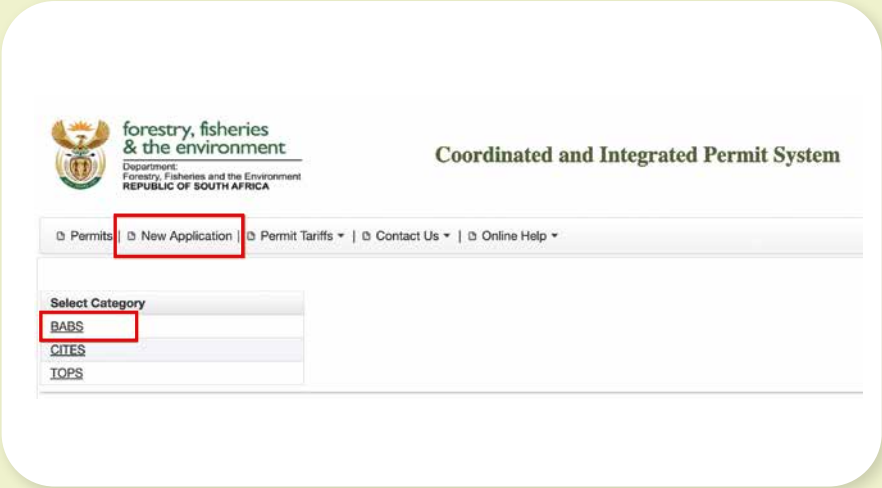 forestry, fisheries
& the environment
Department:
Forestry, Fisheries and the Environment
REPUBLIC OF SOUTH AFRICA
Coordinated and Integrated Permit System
Permits | New Application | Permit Tariffs | Contact Us | Online Help
Select Category
BABS
CITES
TOPS